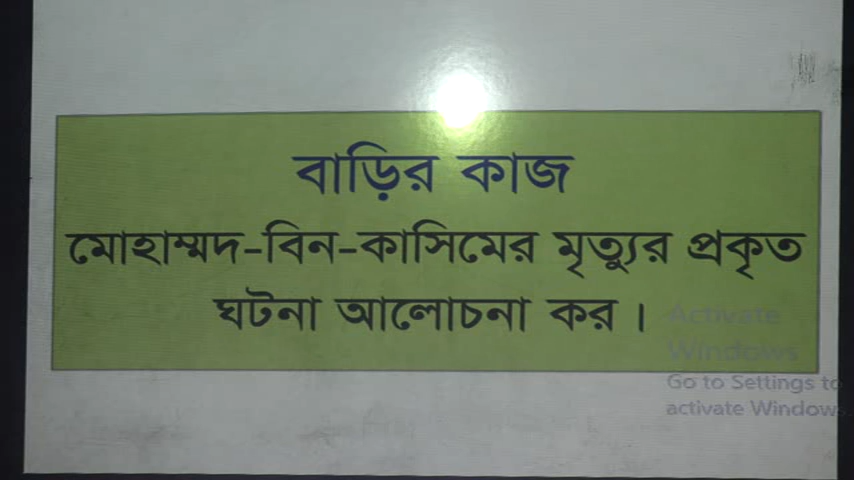 বাড়ির কাজ
মোহাম্মদ-বিন-কাসিমের মৃত্যুর প্রকৃত
ঘটনা আলোচনা কর।
Activate
Windows
Go to Settings to
activate Windows